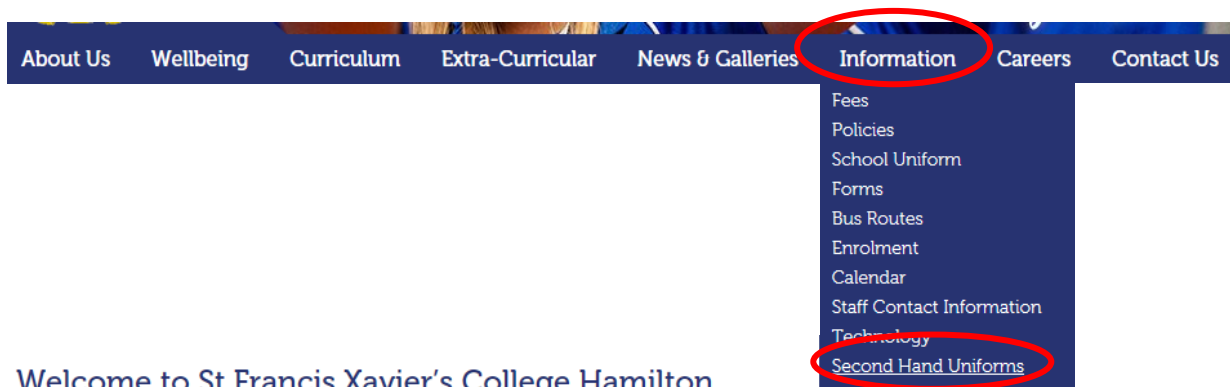 About Us Wellbeing Curriculum Extra-Curricular News & Galleries Information Careers Contact Us
Fees
Policies
School Uniform
Forms
Bus Routes
Enrolment
Calendar
Staff Contact Information
Technology
Second Hand Uniforms
Welcome to St Francis Xavier's College Hamilton